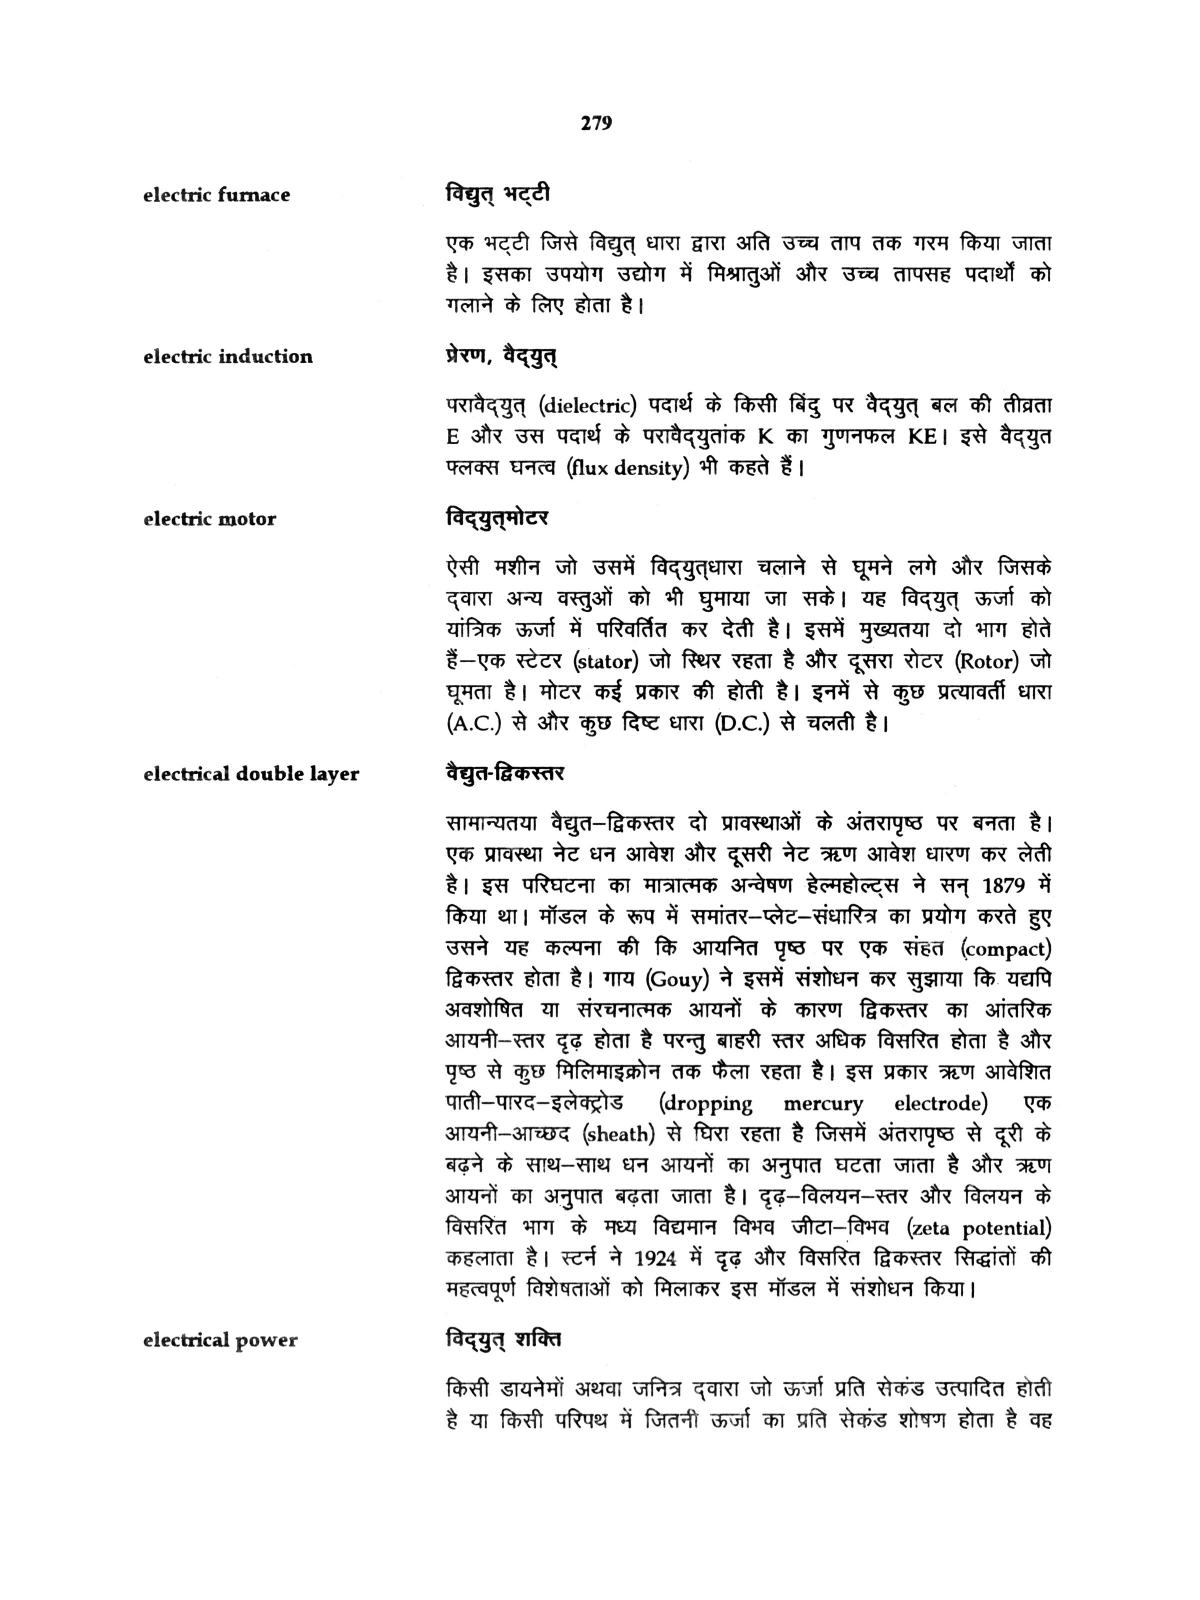 279
electric furnace विद्युत् भट्टी
एक भट्टी जिसे विद्युत् धारा द्वारा अति उच्च ताप तक गरम किया जाता
है। इसका उपयोग उद्योग में मिश्रातुओं और उच्च तापसह पदार्थों को
गलाने के लिए होता है।
electric induction प्रेरण, वैद्युत्
परावैद्युत् (dielectric) पदार्थ के किसी बिंदु पर वैद्युत् बल की तीव्रता
E और उस पदार्थ के परावैद्युतांक K का गुणनफल KE। इसे वैद्युत
फ्लक्स घनत्व (flux density) भी कहते हैं।
electric motor विद्युत्मोटर
ऐसी मशीन जो उसमें विद्युत्धारा चलाने से घूमने लगे और जिसके
द्वारा अन्य वस्तुओं को भी घुमाया जा सके। यह विद्युत् ऊर्जा को
यांत्रिक ऊर्जा में परिवर्तित कर देती है। इसमें मुख्यतया दो भाग होते
हैं–एक स्टेटर (stator) जो स्थिर रहता है और दूसरा रोटर (Rotor) जो
घूमता है। मोटर कई प्रकार की होती है। इनमें से कुछ प्रत्यावर्ती धारा
(A.C.) से और कुछ दिष्ट धारा (D.C.) से चलती है।
electrical double layer वैद्युत-द्विकस्तर
सामान्यतया वैद्युत–द्विकस्तर दो प्रावस्थाओं के अंतरापृष्ठ पर बनता है।
एक प्रावस्था नेट धन आवेश और दूसरी नेट ऋण आवेश धारण कर लेती
है। इस परिघटना का मात्रात्मक अन्वेषण हेल्महोल्ट्स ने सन् 1879 में
किया था। मॉडल के रूप में समांतर–प्लेट–संधारित्र का प्रयोग करते हुए
उसने यह कल्पना की कि आयनित पृष्ठ पर एक संहत (compact)
द्विकस्तर होता है। गाय (Gouy) ने इसमें संशोधन कर सुझाया कि यद्यपि
अवशोषित या संरचनात्मक आयनों के कारण द्विकस्तर का आंतरिक
आयनी–स्तर दृढ़ होता है परन्तु बाहरी स्तर अधिक विसरित होता है और
पृष्ठ से कुछ मिलिमाइक्रोन तक फैला रहता है। इस प्रकार ऋण आवेशित
पाती–पारद–इलेक्ट्रोड (dropping mercury electrode) एक
आयनी–आच्छद (sheath) से घिरा रहता है जिसमें अंतरापृष्ठ से दूरी के
बढ़ने के साथ–साथ धन आयनों का अनुपात घटता जाता है और ऋण
आयनों का अनुपात बढ़ता जाता है। दृढ़–विलयन–स्तर और विलयन के
विसरित भाग के मध्य विद्यमान विभव जीटा–विभव (zeta potential)
कहलाता है। स्टर्न ने 1924 में दृढ़ और विसरित द्विकस्तर सिद्धांतों की
महत्वपूर्ण विशेषताओं को मिलाकर इस मॉडल में संशोधन किया।
electrical power विद्युत् शक्ति
किसी डायनेमों अथवा जनित्र द्वारा जो ऊर्जा प्रति सेकंड उत्पादित होती
है या किसी परिपथ में जितनी ऊर्जा का प्रति सेकंड शोषण होता है वह